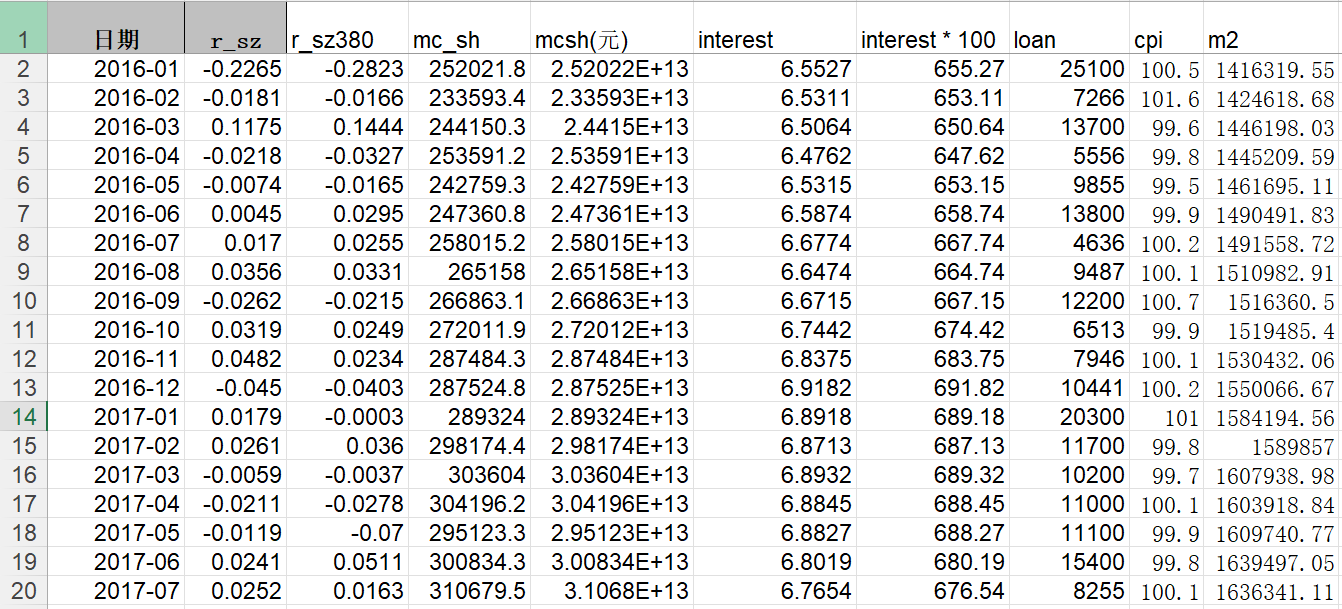 1 日期 r_sz r_sz380 mc_sh mcsh(元) interest interest * 100 loan cpi m2
2 2016-01 -0.2265 -0.2823 252021.8 2.52022E+13 6.5527 655.27 25100 100.5 1416319.55
3 2016-02 -0.0181 -0.0166 233593.4 2.33593E+13 6.5311 653.11 7266 101.6 1424618.68
4 2016-03 0.1175 0.1444 244150.3 2.4415E+13 6.5064 650.64 13700 99.6 1446198.03
5 2016-04 -0.0218 -0.0327 253591.2 2.53591E+13 6.4762 647.62 5556 99.8 1445209.59
6 2016-05 -0.0074 -0.0165 242759.3 2.42759E+13 6.5315 653.15 9855 99.5 1461695.11
7 2016-06 0.0045 0.0295 247360.8 2.47361E+13 6.5874 658.74 13800 99.9 1490491.83
8 2016-07 0.017 0.0255 258015.2 2.58015E+13 6.6774 667.74 4636 100.2 1491558.72
9 2016-08 0.0356 0.0331 265158 2.65158E+13 6.6474 664.74 9487 100.1 1510982.91
10 2016-09 -0.0262 -0.0215 266863.1 2.66863E+13 6.6715 667.15 12200 100.7 1516360.5
11 2016-10 0.0319 0.0249 272011.9 2.72012E+13 6.7442 674.42 6513 99.9 1519485.4
12 2016-11 0.0482 0.0234 287484.3 2.87484E+13 6.8375 683.75 7946 100.1 1530432.06
13 2016-12 -0.045 -0.0403 287524.8 2.87525E+13 6.9182 691.82 10441 100.2 1550066.67
14 2017-01 0.0179 -0.0003 289324 2.89324E+13 6.8918 689.18 20300 101 1584194.56
15 2017-02 0.0261 0.036 298174.4 2.98174E+13 6.8713 687.13 11700 99.8 1589857
16 2017-03 -0.0059 -0.0037 303604 3.03604E+13 6.8932 689.32 10200 99.7 1607938.98
17 2017-04 -0.0211 -0.0278 304196.2 3.04196E+13 6.8845 688.45 11000 100.1 1603918.84
18 2017-05 -0.0119 -0.07 295123.3 2.95123E+13 6.8827 688.27 11100 99.9 1609740.77
19 2017-06 0.0241 0.0511 300834.3 3.00834E+13 6.8019 680.19 15400 99.8 1639497.05
20 2017-07 0.0252 0.0163 310679.5 3.1068E+13 6.7654 676.54 8255 100.1 1636341.11